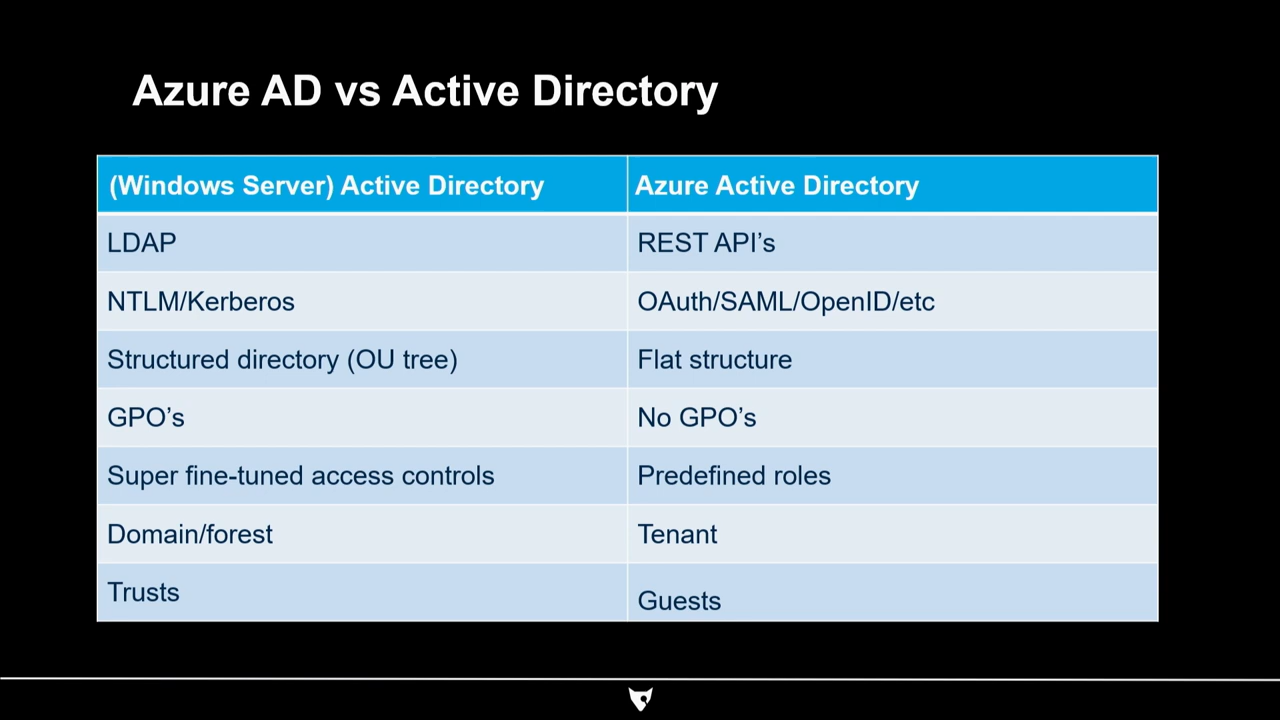 Azure AD vs Active Directory
(Windows Server) Active Directory
Azure Active Directory
LDAP
REST API’s
NTLM/Kerberos
OAuth/SAML/OpenID/etc
Structured directory (OU tree)
Flat structure
GPO’s
No GPO’s
Super fine-tuned access controls
Predefined roles
Domain/forest
Tenant
Trusts
Guests